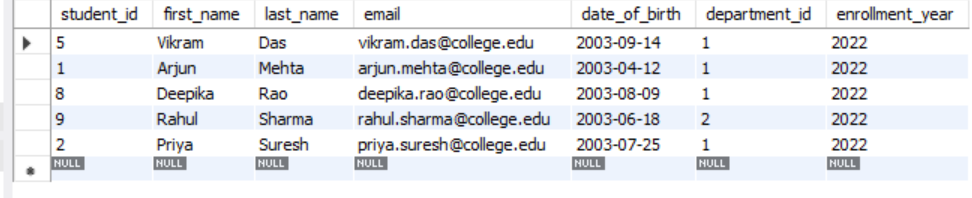 student_id first_name last_name email date_of_birth department_id enrollment_year
5 Vikram Das vikram.das@college.edu 2003-09-14 1 2022
1 Arjun Mehta arjun.mehta@college.edu 2003-04-12 1 2022
8 Deepika Rao deepika.rao@college.edu 2003-08-09 1 2022
9 Rahul Sharma rahul.sharma@college.edu 2003-06-18 2 2022
2 Priya Suresh priya.suresh@college.edu 2003-07-25 1 2022
NULL NULL NULL NULL NULL NULL NULL